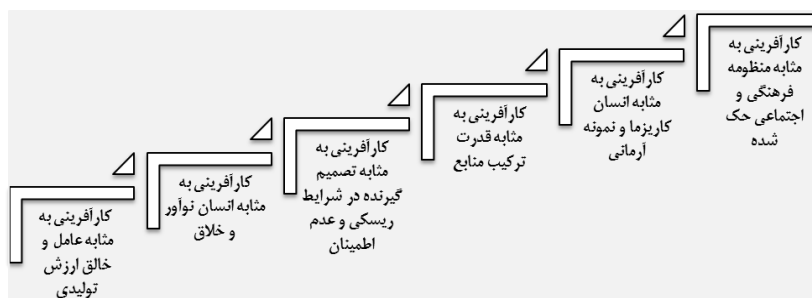 کارآفرینی به
مثابه عامل و
خالق ارزش
تولیدی
کارآفرینی به
مثابه انسان نوآور
و خلاق
کارآفرینی به
مثابه تصمیم
گیرنده در شرایط
ریسکی و عدم
اطمینان
کارآفرینی به
مثابه قدرت
ترکیب منابع
کارآفرینی به
مثابه انسان
کاریزما و نمونه
آرمانی
کارآفرینی به
مثابه منظومه
فرهنگی و
اجتماعی حک
شده